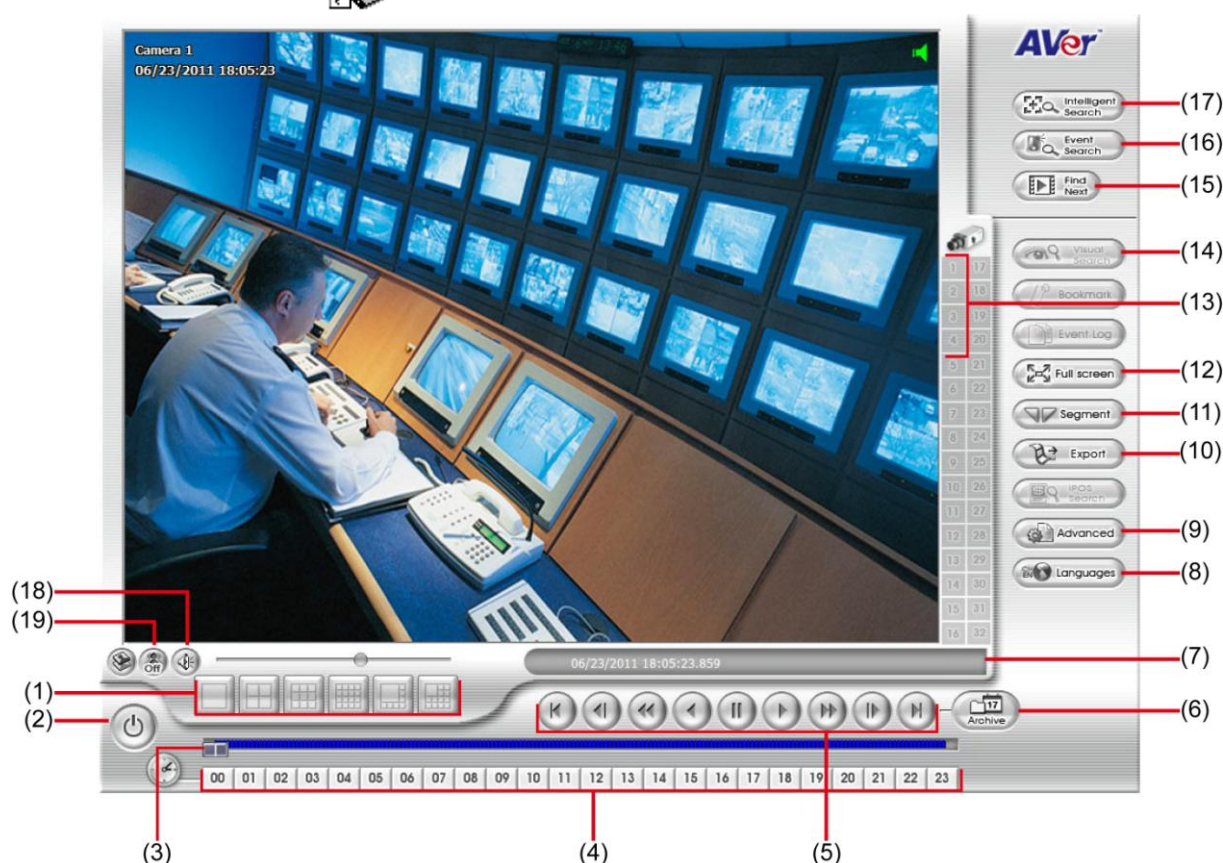 Camera 1
06/23/2011 18:05:23
AVer
Intelligent Search (17)
Event Search (16)
Find Next (15)
Visual Search (14)
Bookmark
(13)
Event Log
Full screen (12)
Segment (11)
Export (10)
iPOS Search
Advanced (9)
EN Languages (8)
1 17
2 18
3 19
4 20
5 21
6 22
7 23
8 24
9 25
10 26
11 27
12 28
13 29
14 30
15 31
16 32
(18)
(19)
Off
06/23/2011 18:05:23.859
(7)
(1)
(2)
17
Archive
(6)
00 01 02 03 04 05 06 07 08 09 10 11 12 13 14 15 16 17 18 19 20 21 22 23
(3) (4) (5)